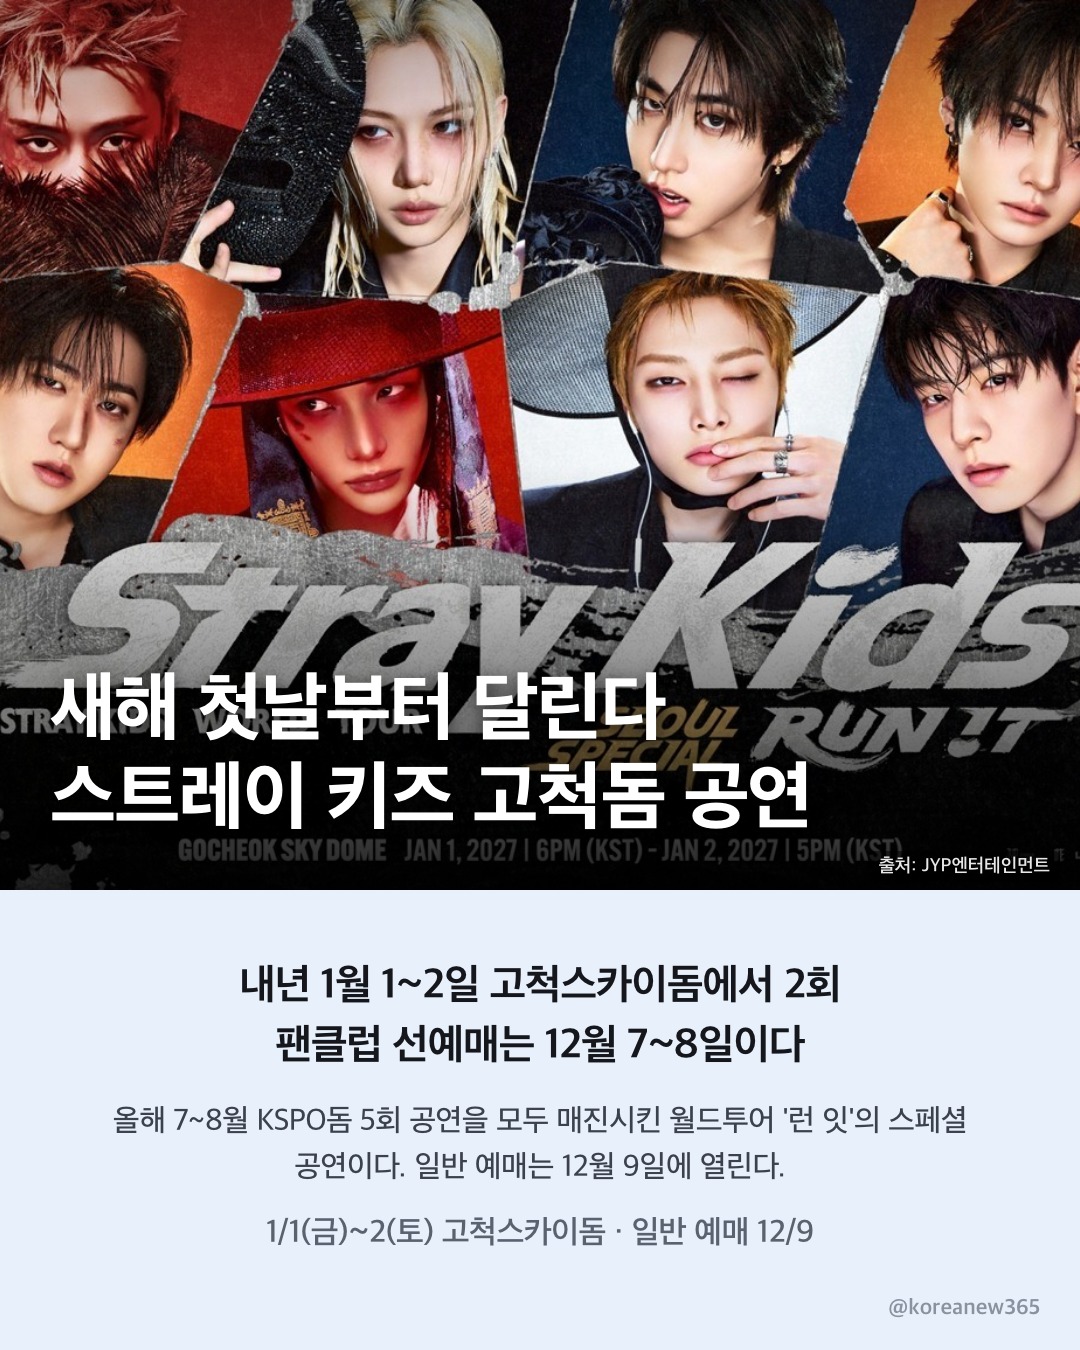 Stray Kids
새해 첫날부터 달린다
STRAY KIDS WORLD TOUR
SEOUL
SPECIAL
RUN IT
스트레이 키즈 고척돔 공연
GOCHEOK SKY DOME JAN 1, 2027 | 6PM (KST) - JAN 2, 2027 | 5PM (KST)
출처: JYP엔터테인먼트
내년 1월 1~2일 고척스카이돔에서 2회
팬클럽 선예매는 12월 7~8일이다
올해 7~8월 KSPO돔 5회 공연을 모두 매진시킨 월드투어 '런 잇'의 스페셜
공연이다. 일반 예매는 12월 9일에 열린다.
1/1(금)~2(토) 고척스카이돔 · 일반 예매 12/9
@koreanew365